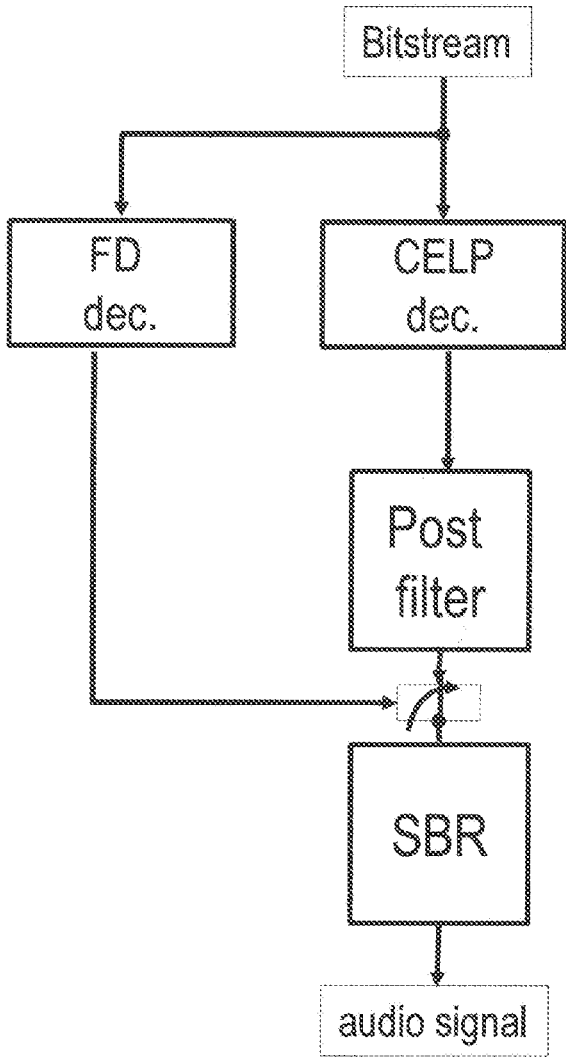 Bitstream
FD
dec.
CELP
dec.
Post
filter
SBR
audio signal